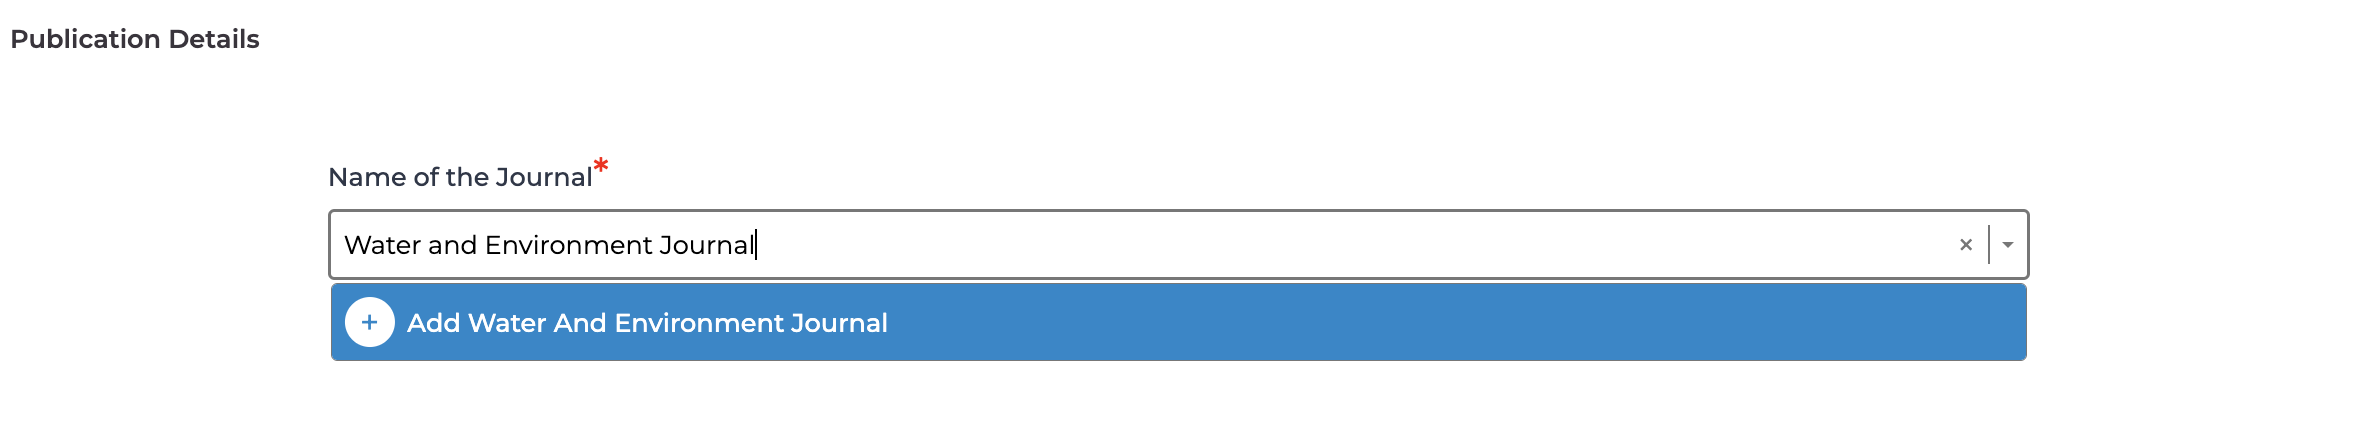 Publication Details
Name of the Journal*
Water and Environment Journal
+ Add Water And Environment Journal